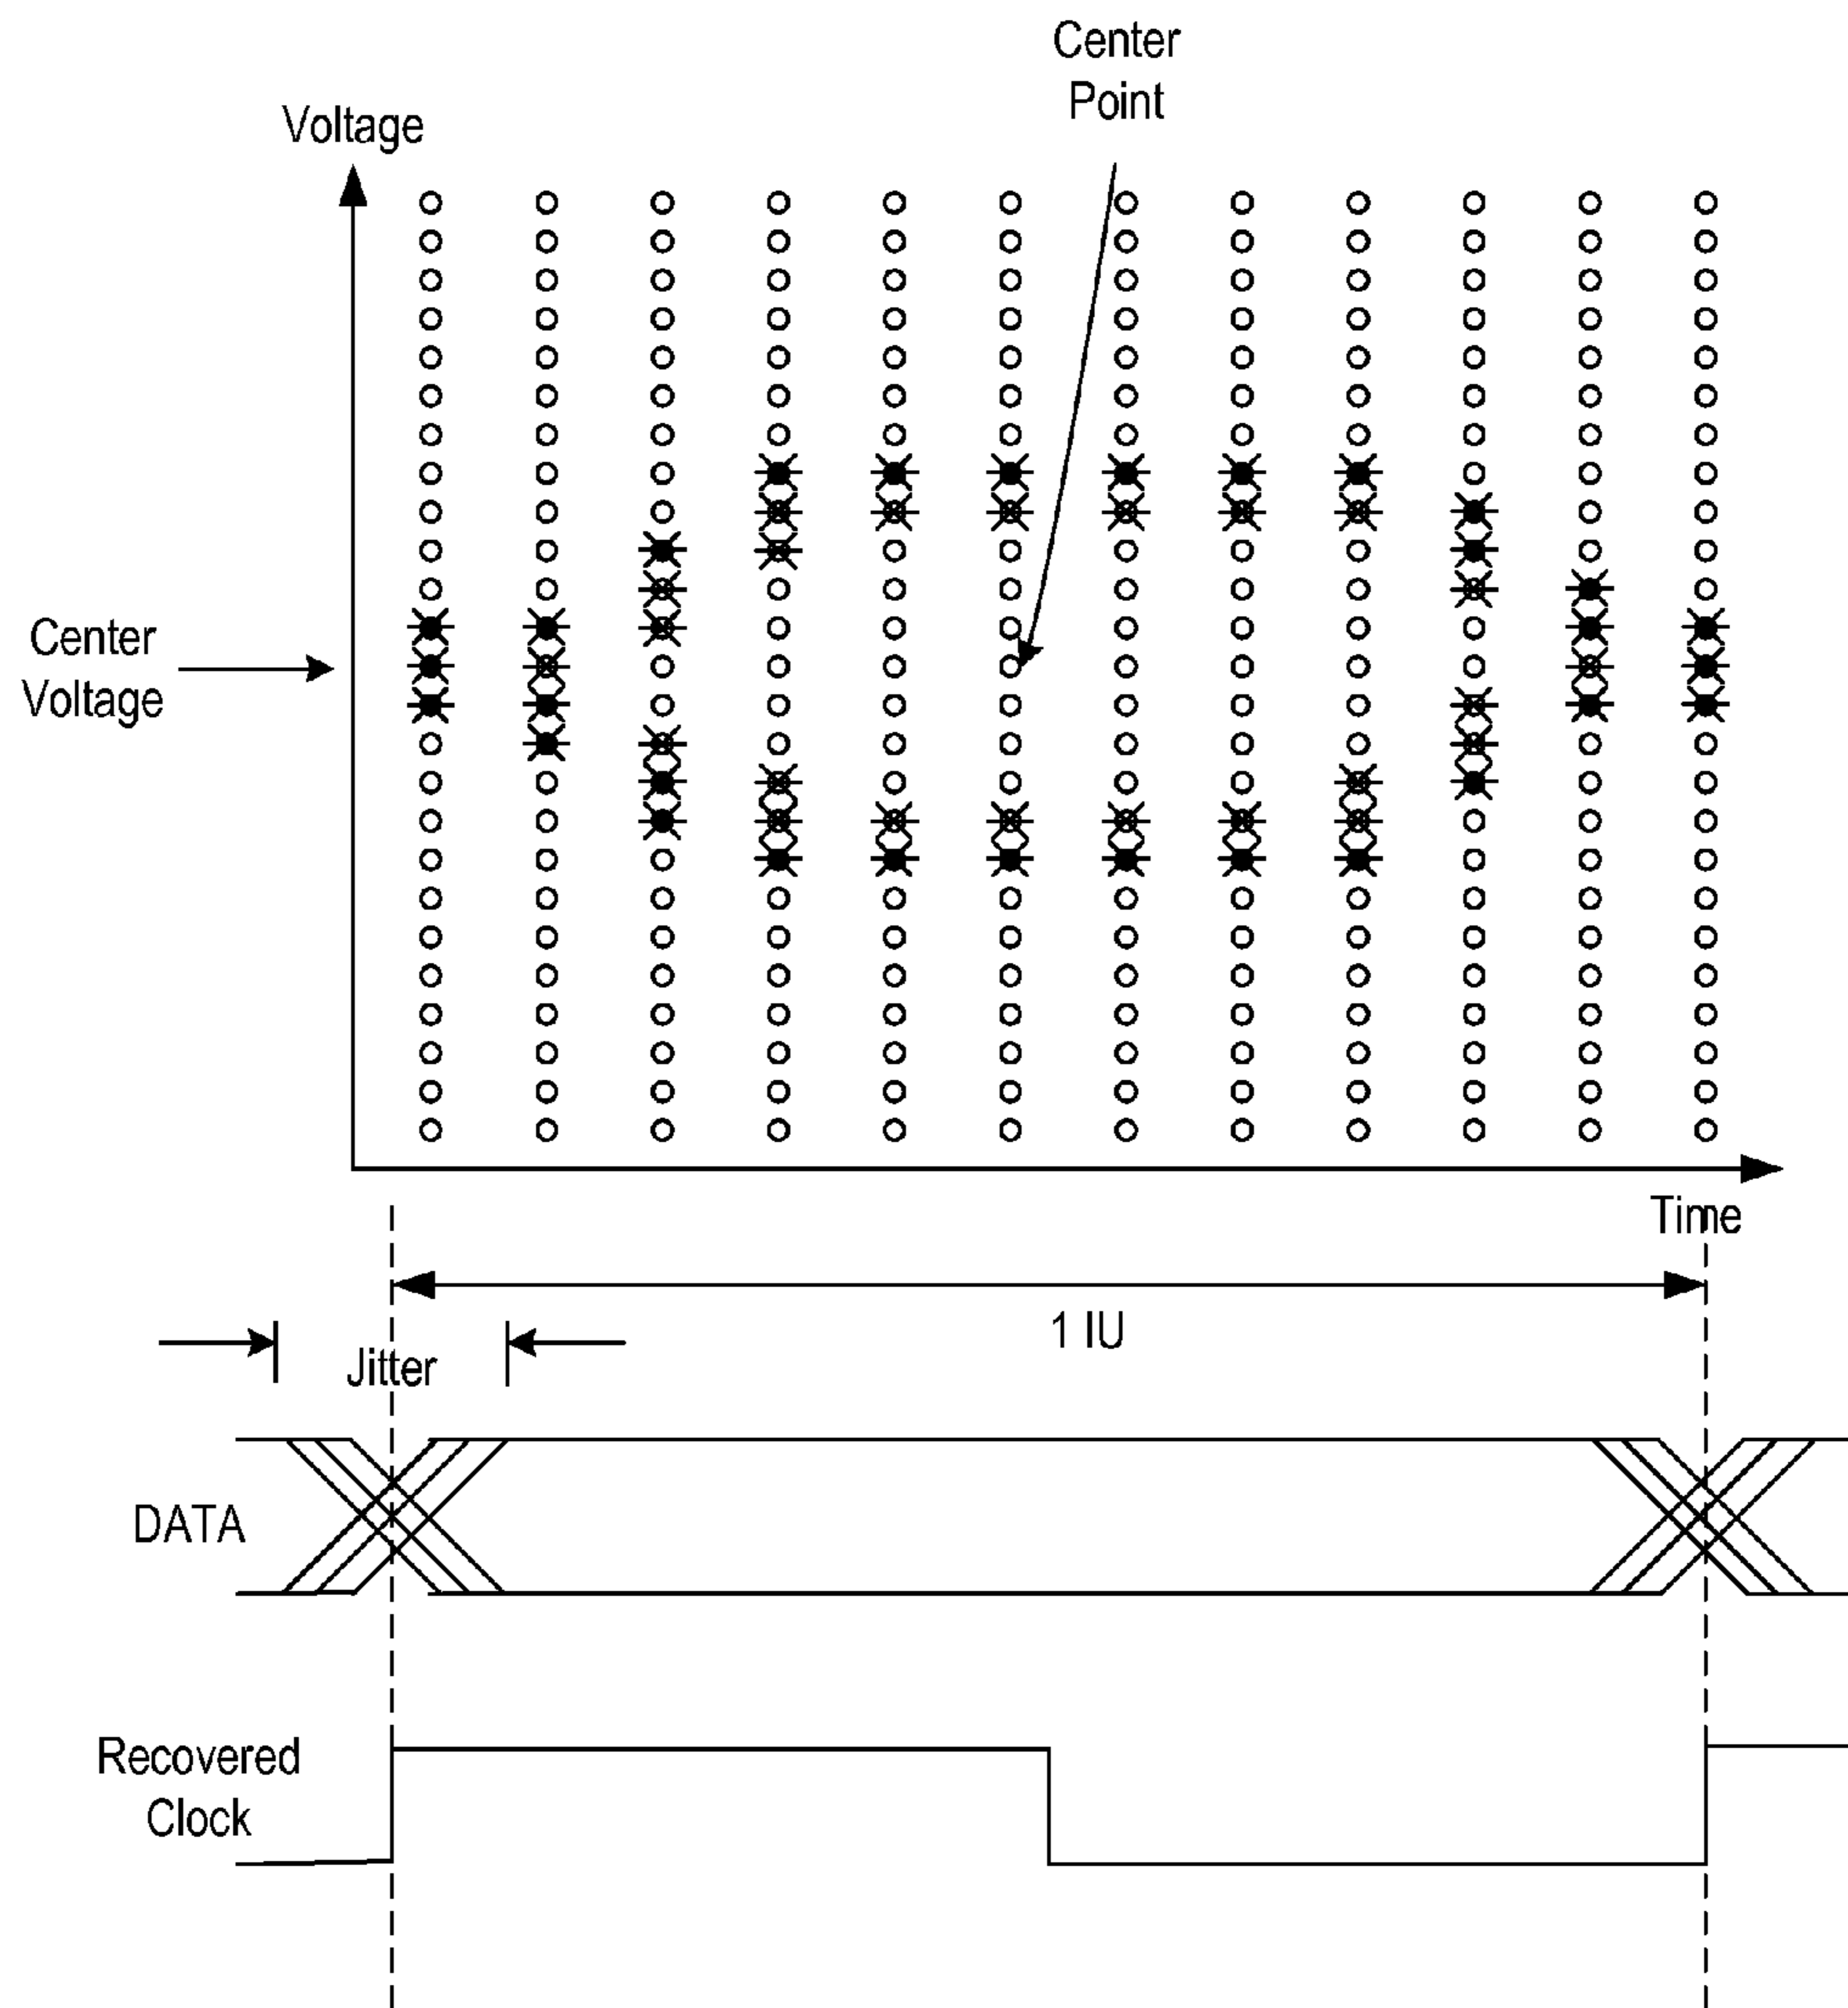 Center
Point
Voltage
Center
Voltage
Time
1 IU
Jitter
DATA
Recovered
Clock